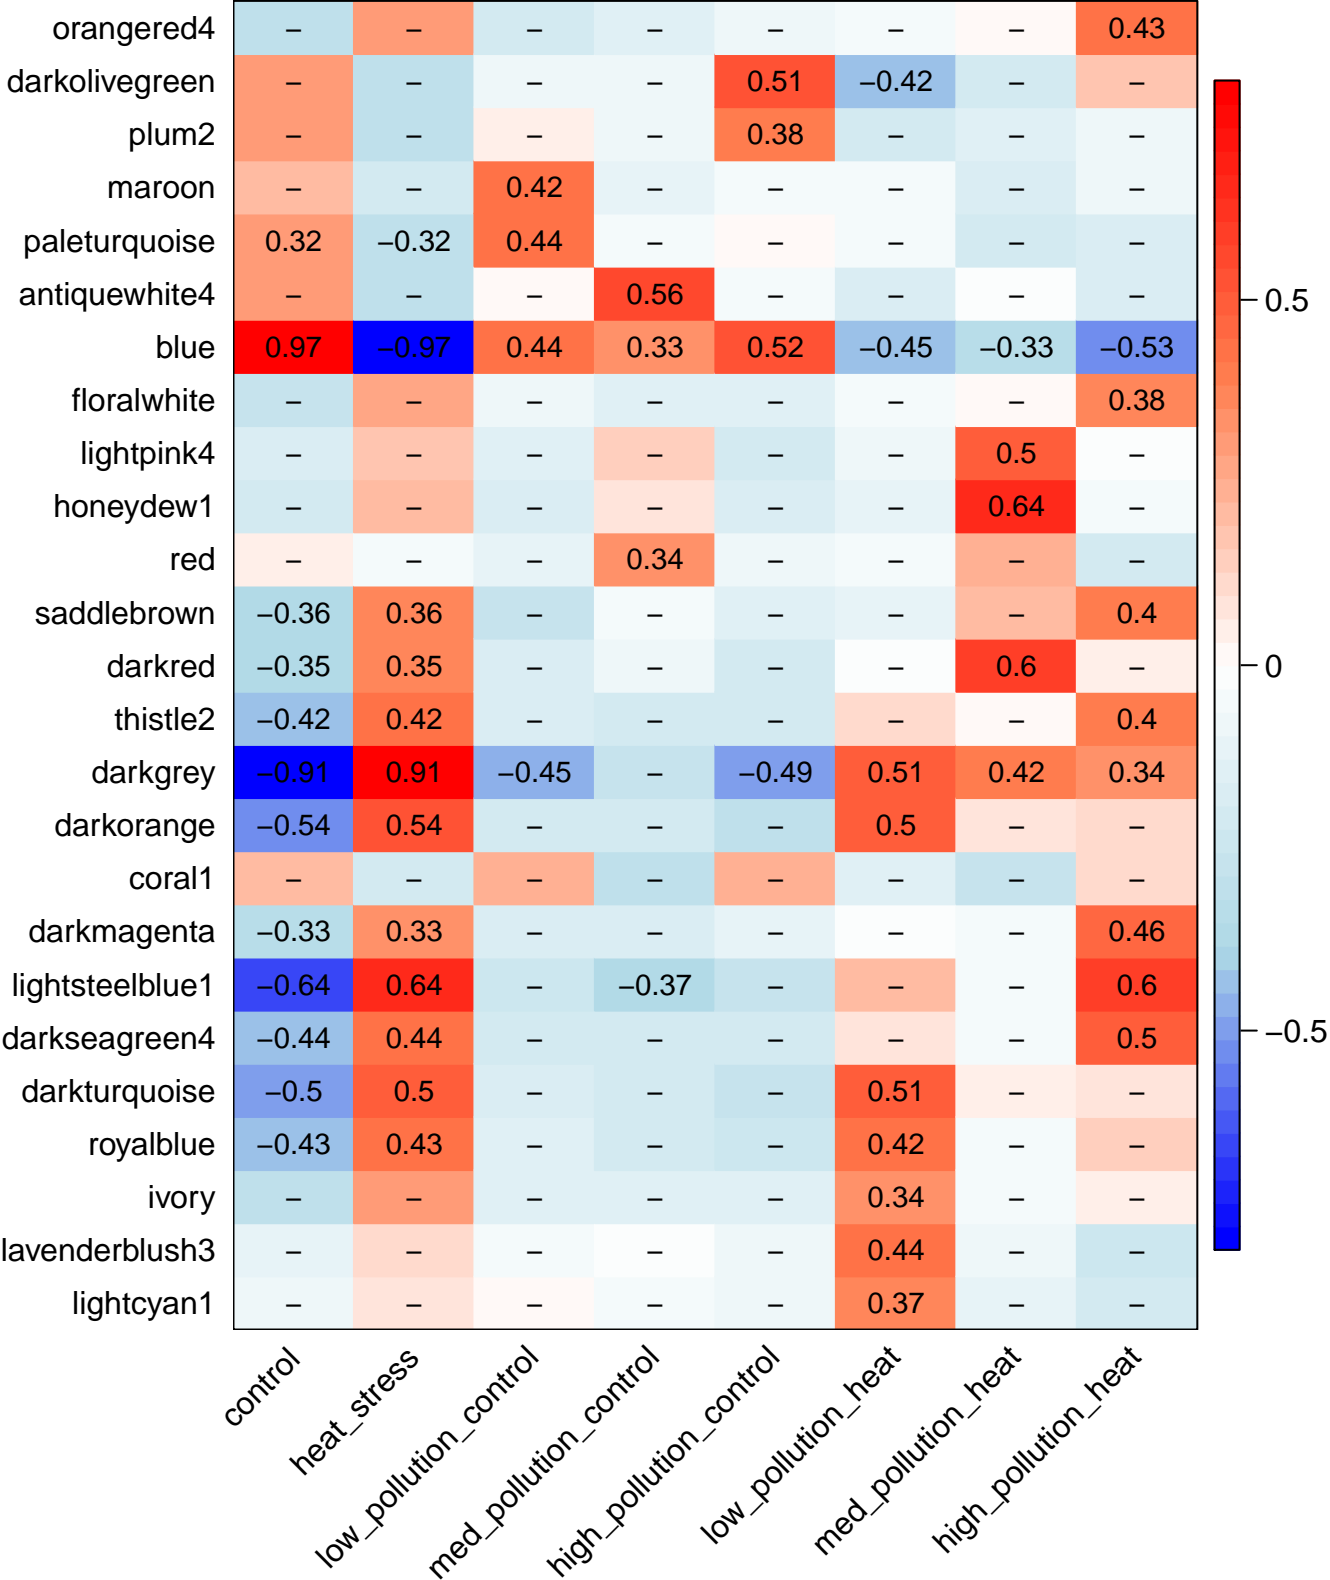 orangered4 – – – – – – – 0.43
darkolivegreen – – – – 0.51 −0.42 – –
plum2 – – – – 0.38 – – –
maroon – – 0.42 – – – – –
paleturquoise 0.32 −0.32 0.44 – – – – –
antiquewhite4 – – – 0.56 – – – –
blue 0.97 −0.97 0.44 0.33 0.52 −0.45 −0.33 −0.53
floralwhite – – – – – – – 0.38
lightpink4 – – – – – – 0.5 –
honeydew1 – – – – – – 0.64 –
red – – – 0.34 – – – –
saddlebrown −0.36 0.36 – – – – – 0.4
darkred −0.35 0.35 – – – – 0.6 –
thistle2 −0.42 0.42 – – – – – 0.4
darkgrey −0.91 0.91 −0.45 – −0.49 0.51 0.42 0.34
darkorange −0.54 0.54 – – – 0.5 – –
coral1 – – – – – – – –
darkmagenta −0.33 0.33 – – – – – 0.46
lightsteelblue1 −0.64 0.64 – −0.37 – – – 0.6
darkseagreen4 −0.44 0.44 – – – – – 0.5
darkturquoise −0.5 0.5 – – – 0.51 – –
royalblue −0.43 0.43 – – – 0.42 – –
ivory – – – – – 0.34 – –
lavenderblush3 – – – – – 0.44 – –
lightcyan1 – – – – – 0.37 – –
control
heat_stress
low_pollution_control
med_pollution_control
high_pollution_control
low_pollution_heat
med_pollution_heat
high_pollution_heat
0.5
0
−0.5